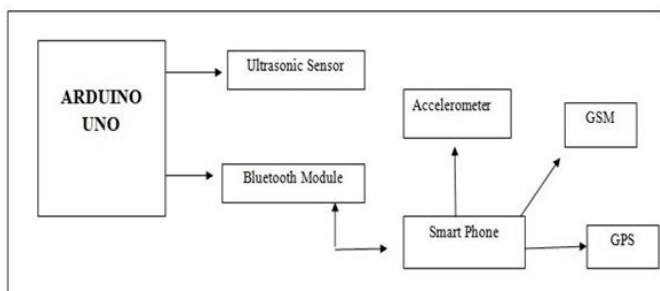 ARDUINO
UNO
Ultrasonic Sensor
Bluetooth Module
Accelerometer
GSM
Smart Phone
GPS